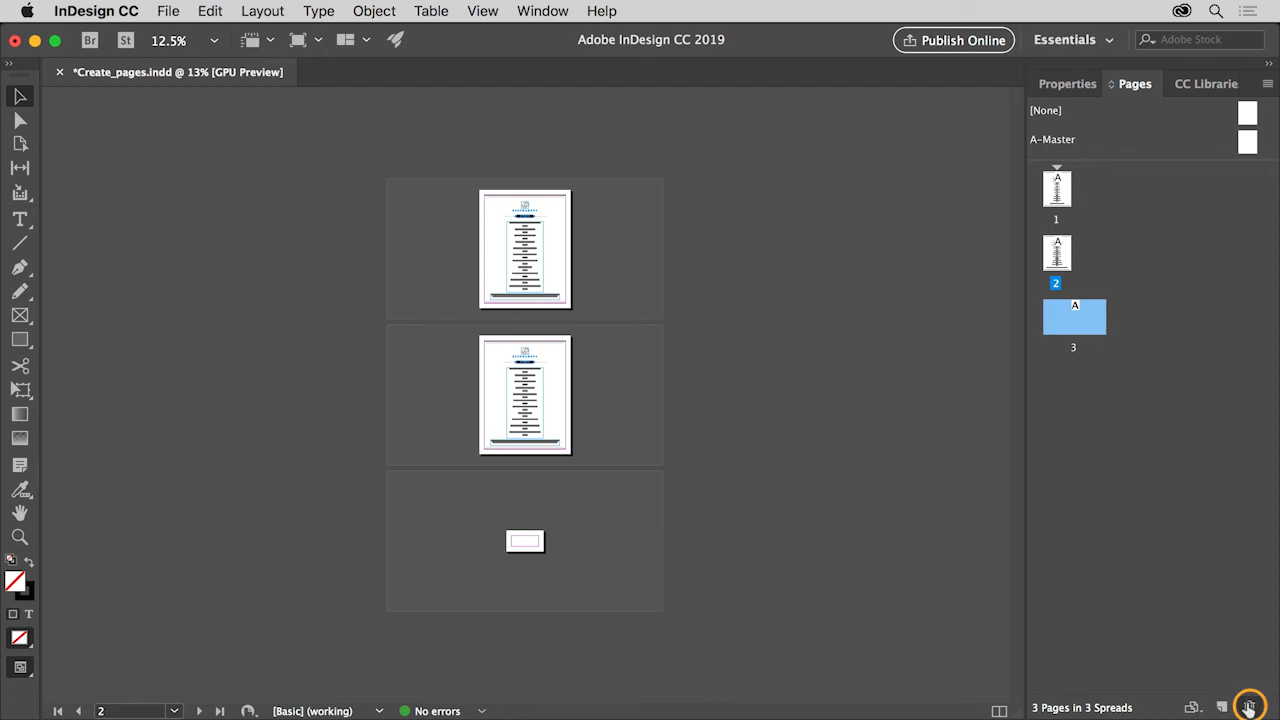 InDesign CC File Edit Layout Type Object Table View Window Help
Br St 12.5% Adobe InDesign CC 2019 Publish Online Essentials Adobe Stock
*Create_pages.indd @ 13% [GPU Preview]
Properties Pages CC Librarie
[None]
A-Master
A
1
A
2
A
3
T
T
3 Pages in 3 Spreads
2 [Basic] (working) No errors